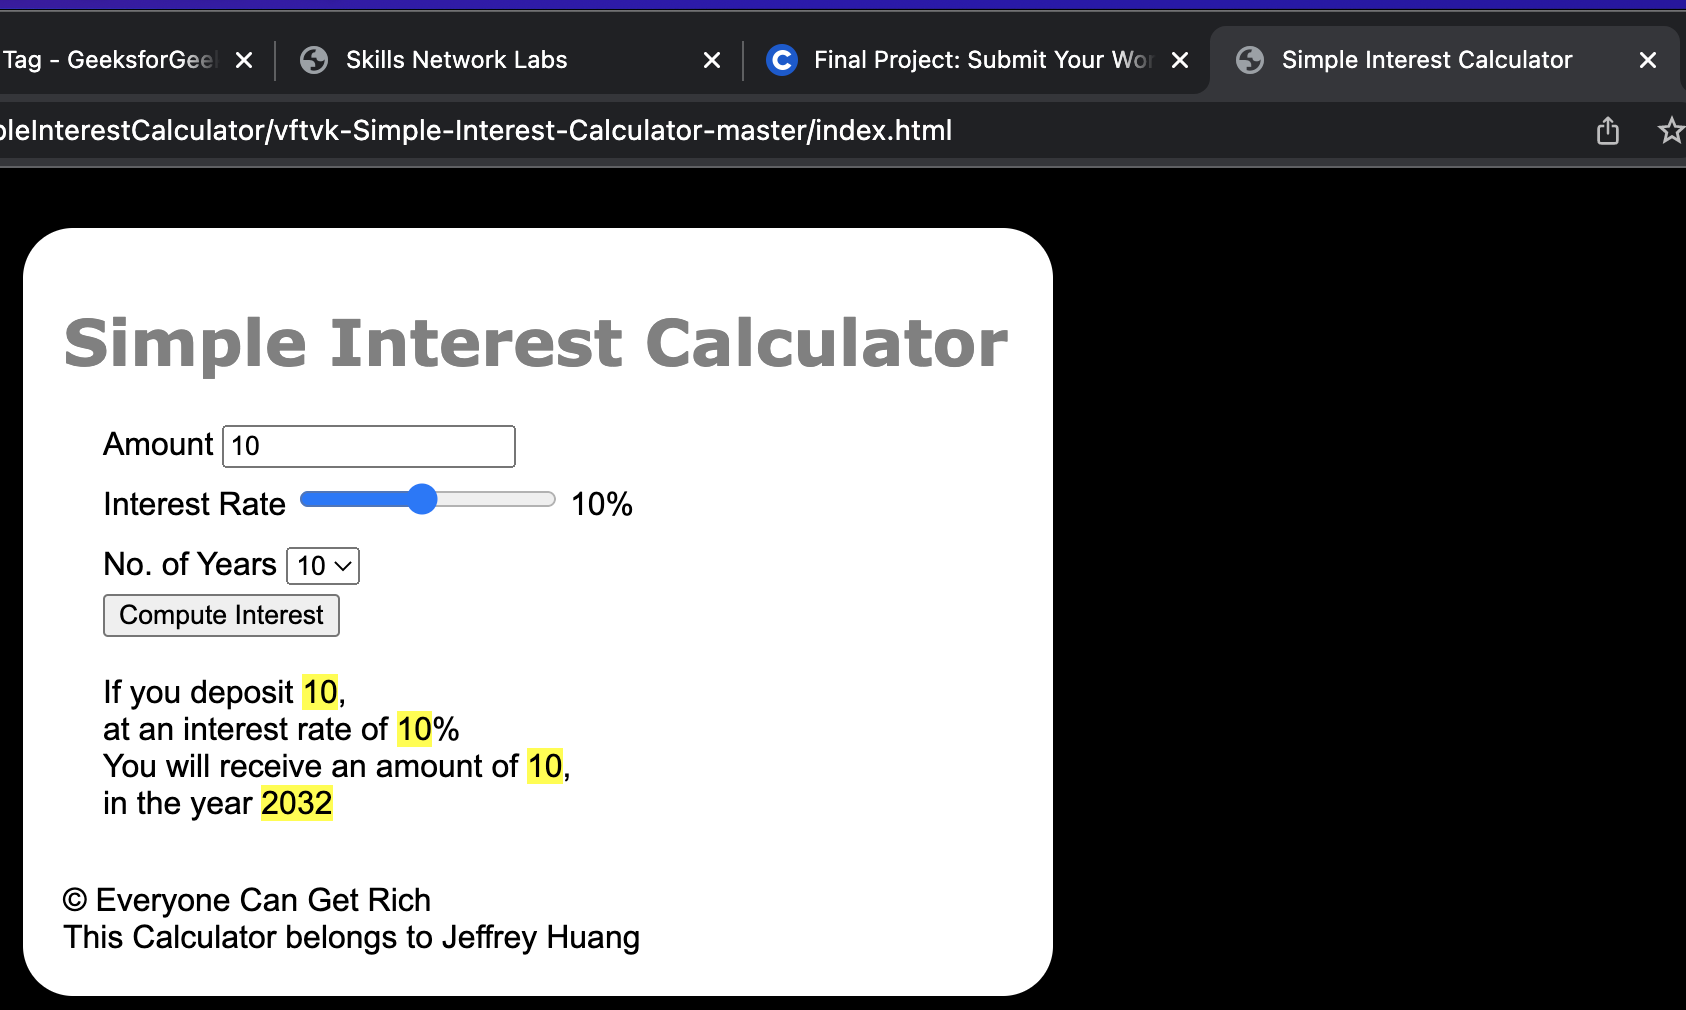 Tag - GeeksforGeel
Skills Network Labs
Final Project: Submit Your Wor
Simple Interest Calculator
pleInterestCalculator/vftvk-Simple-Interest-Calculator-master/index.html
Simple Interest Calculator
Amount 10
Interest Rate 10%
No. of Years 10
Compute Interest
If you deposit 10,
at an interest rate of 10%
You will receive an amount of 10,
in the year 2032
© Everyone Can Get Rich
This Calculator belongs to Jeffrey Huang